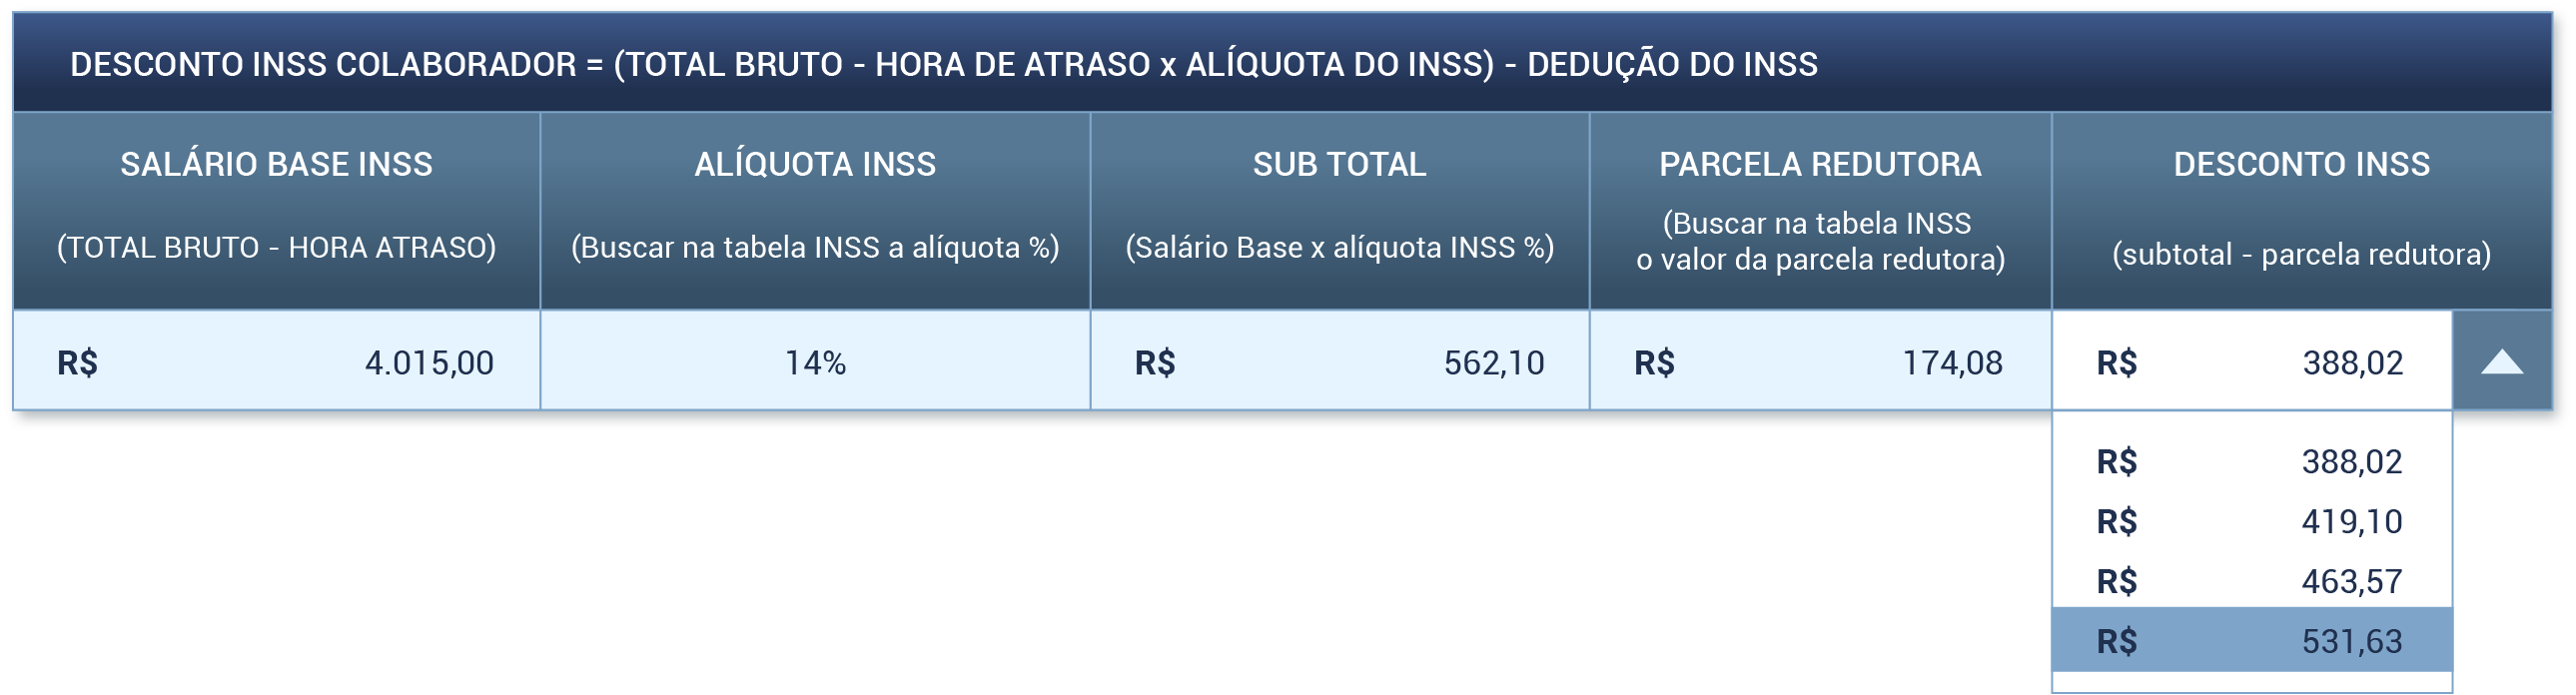 DESCONTO INSS COLABORADOR = (TOTAL BRUTO - HORA DE ATRASO x ALÍQUOTA DO INSS) - DEDUÇÃO DO INSS
SALÁRIO BASE INSS
(TOTAL BRUTO - HORA ATRASO)
ALÍQUOTA INSS
(Buscar na tabela INSS a alíquota %)
SUB TOTAL
(Salário Base x alíquota INSS %)
PARCELA REDUTORA
(Buscar na tabela INSS
o valor da parcela redutora)
DESCONTO INSS
(subtotal - parcela redutora)
R$ 4.015,00
14%
R$ 562,10
R$ 174,08
R$ 388,02
R$ 388,02
R$ 419,10
R$ 463,57
R$ 531,63